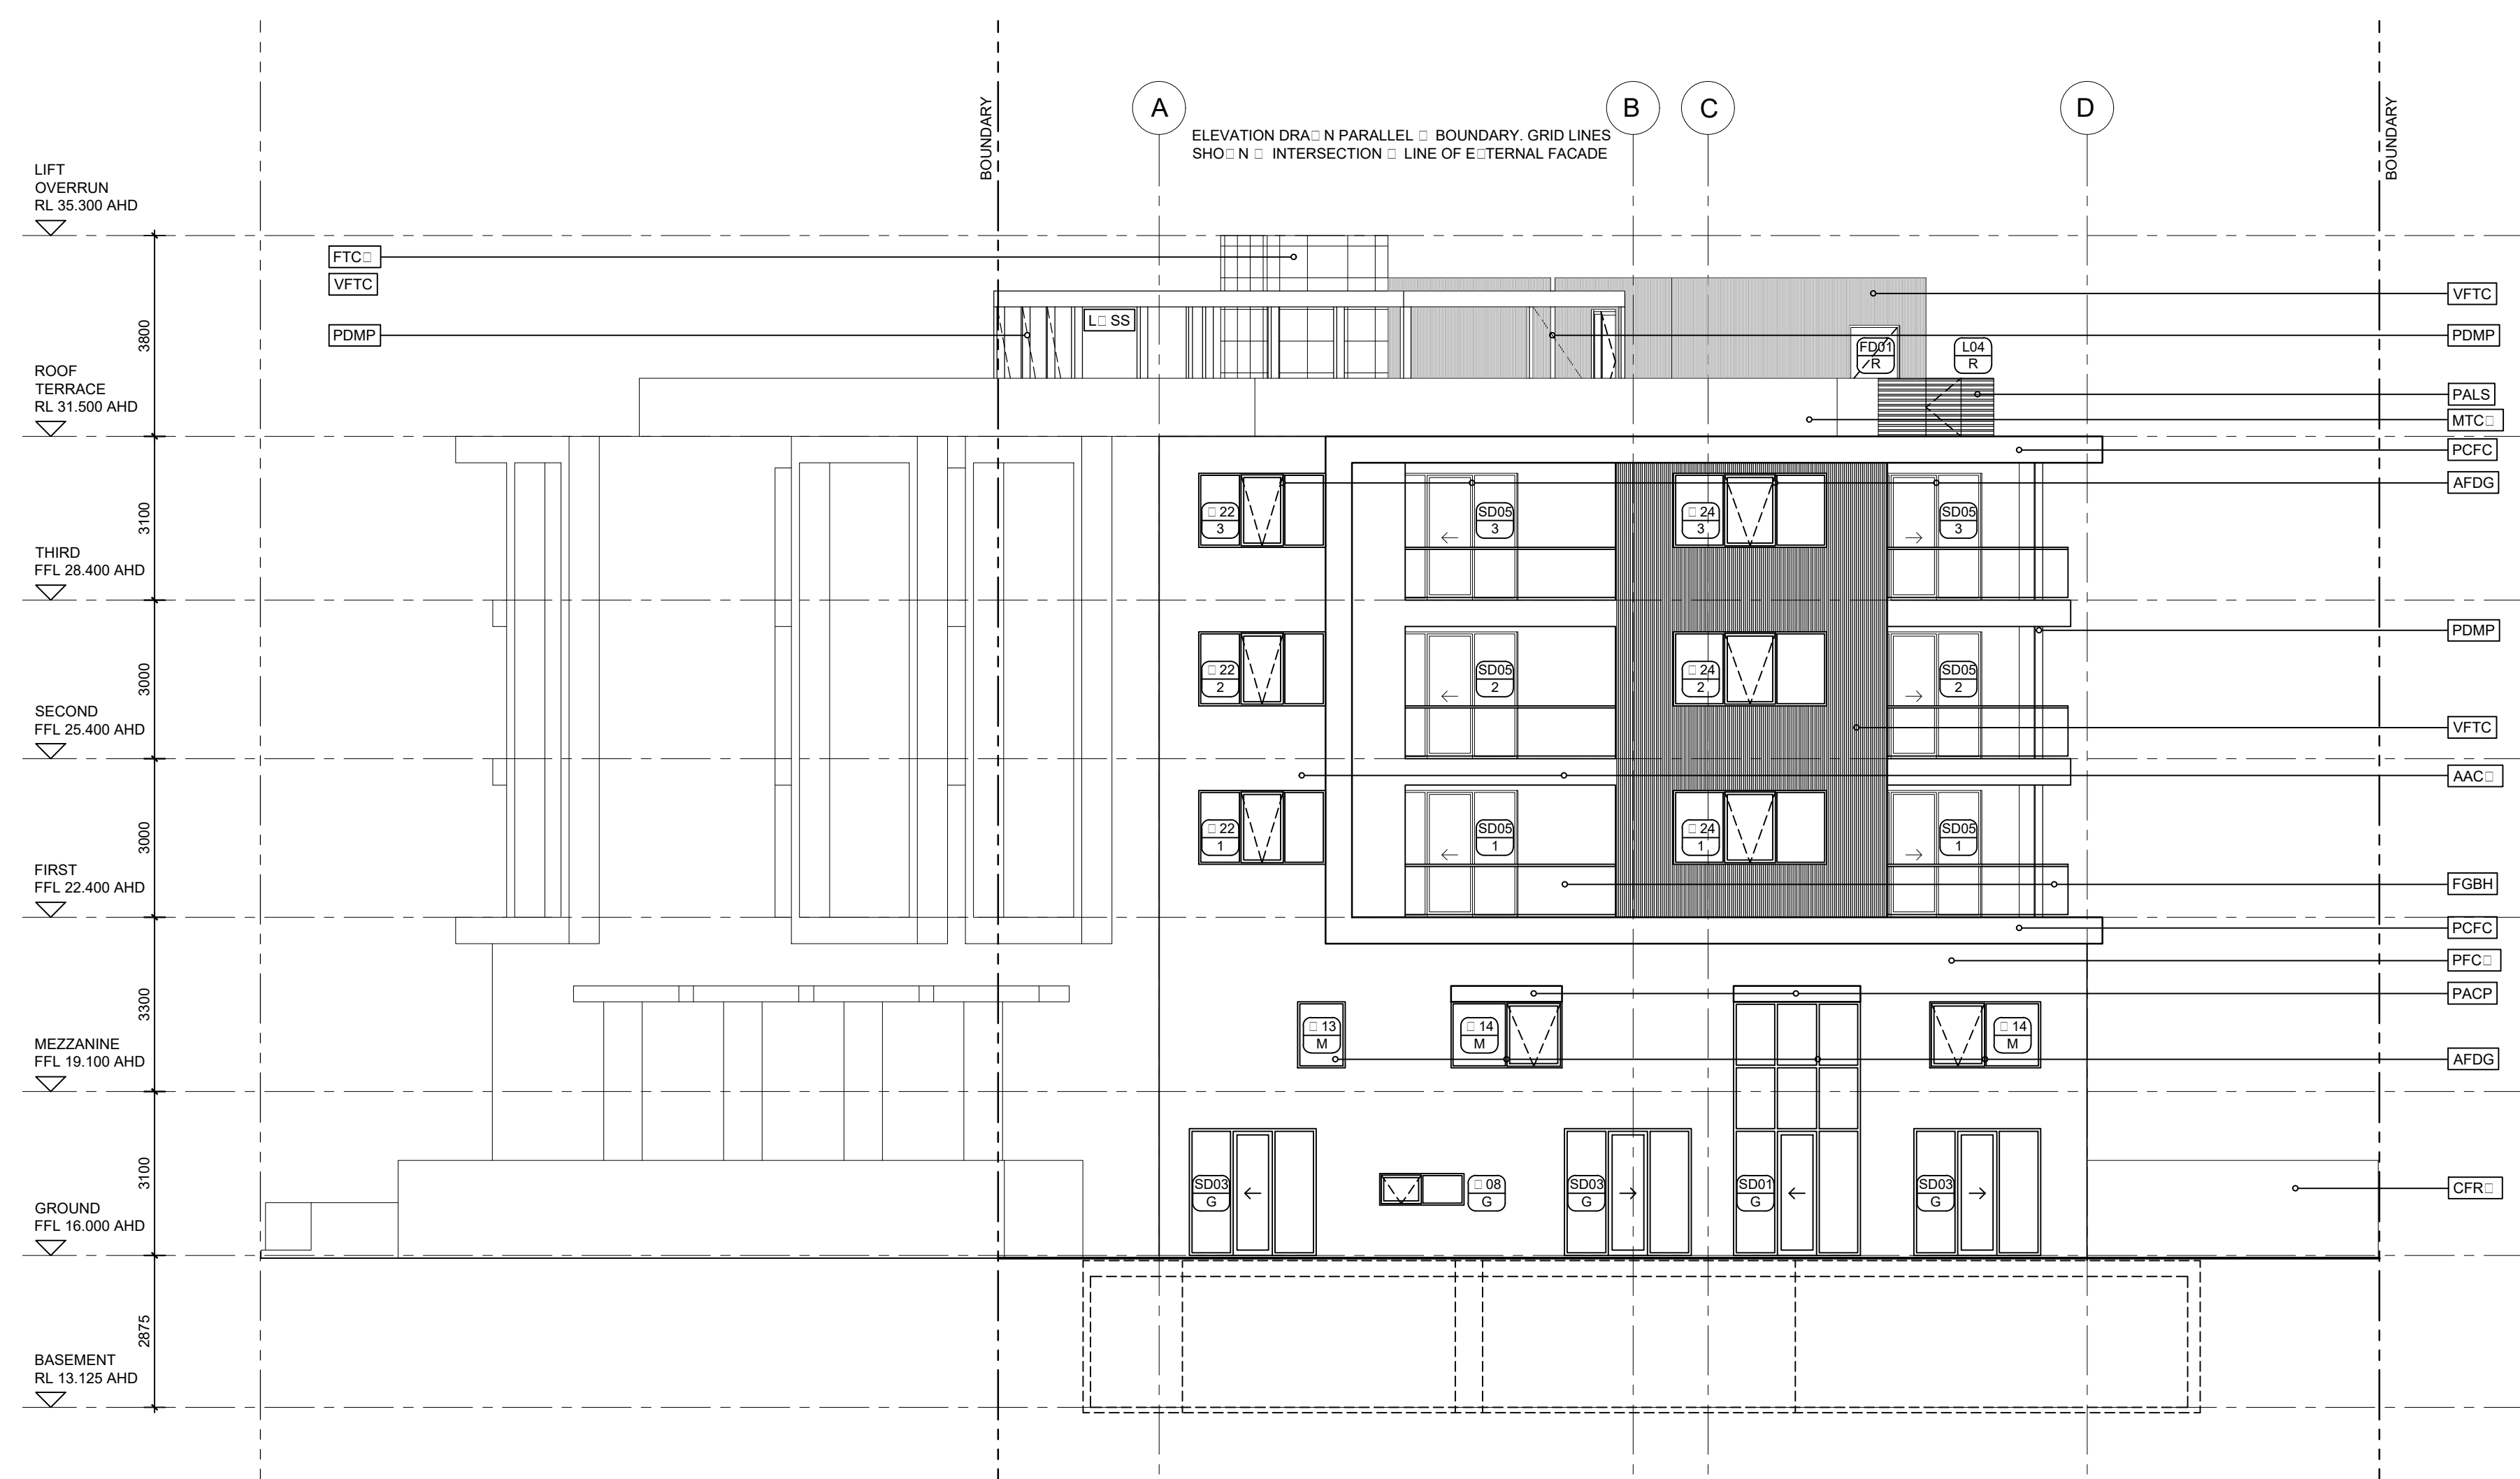 A
B
C
D
BOUNDARY
BOUNDARY
ELEVATION DRA□N PARALLEL □ BOUNDARY. GRID LINES
SHO□N □ INTERSECTION □ LINE OF E□TERNAL FACADE
LIFT
OVERRUN
RL 35.300 AHD
3800
ROOF
TERRACE
RL 31.500 AHD
3100
THIRD
FFL 28.400 AHD
3000
SECOND
FFL 25.400 AHD
3000
FIRST
FFL 22.400 AHD
3300
MEZZANINE
FFL 19.100 AHD
3100
GROUND
FFL 16.000 AHD
2875
BASEMENT
RL 13.125 AHD
FTC□
VFTC
PDMP
L□SS
FD01
R
L04
R
□22
3
SD05
3
□24
3
SD05
3
□22
2
SD05
2
□24
2
SD05
2
□22
1
SD05
1
□24
1
SD05
1
□13
M
□14
M
□14
M
SD03
G
□08
G
SD03
G
SD01
G
SD03
G
VFTC
PDMP
PALS
MTC□
PCFC
AFDG
PDMP
VFTC
AAC□
FGBH
PCFC
PFC□
PACP
AFDG
CFR□